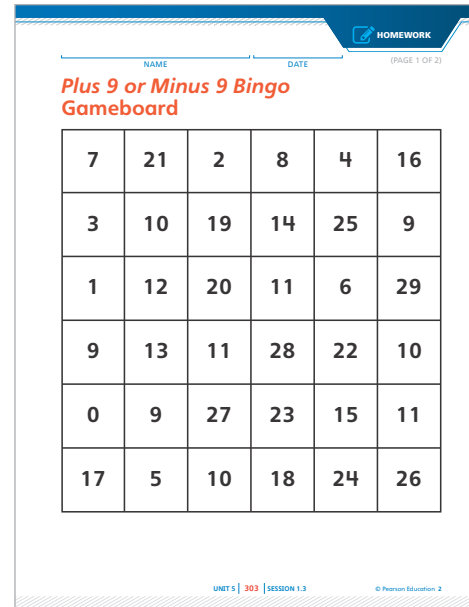 HOMEWORK
NAME DATE (PAGE 1 OF 2)
Plus 9 or Minus 9 Bingo
Gameboard
7 21 2 8 4 16
3 10 19 14 25 9
1 12 20 11 6 29
9 13 11 28 22 10
0 9 27 23 15 11
17 5 10 18 24 26
UNIT 5 303 SESSION 1.3 © Pearson Education 2